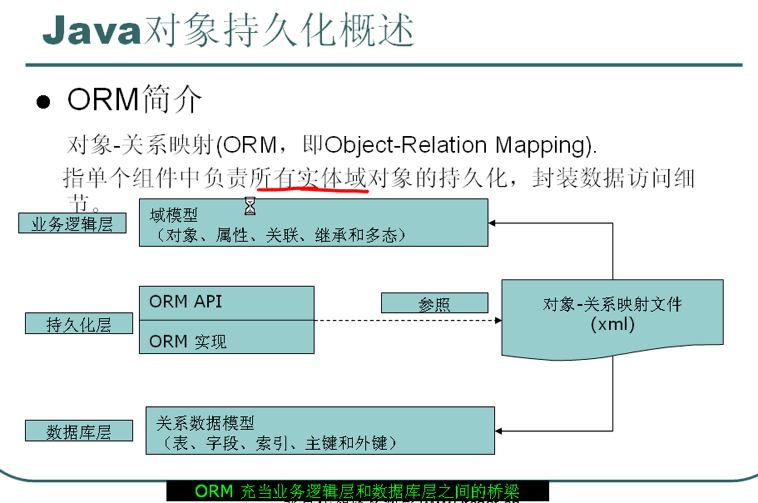 Java对象持久化概述
● ORM简介
对象-关系映射(ORM，即Object-Relation Mapping).
指单个组件中负责所有实体域对象的持久化，封装数据访问细
节。
业务逻辑层
域模型
（对象、属性、关联、继承和多态）
持久化层
ORM API
ORM 实现
参照
对象-关系映射文件
(xml)
数据库层
关系数据模型
（表、字段、索引、主键和外键）
ORM 充当业务逻辑层和数据库层之间的桥梁